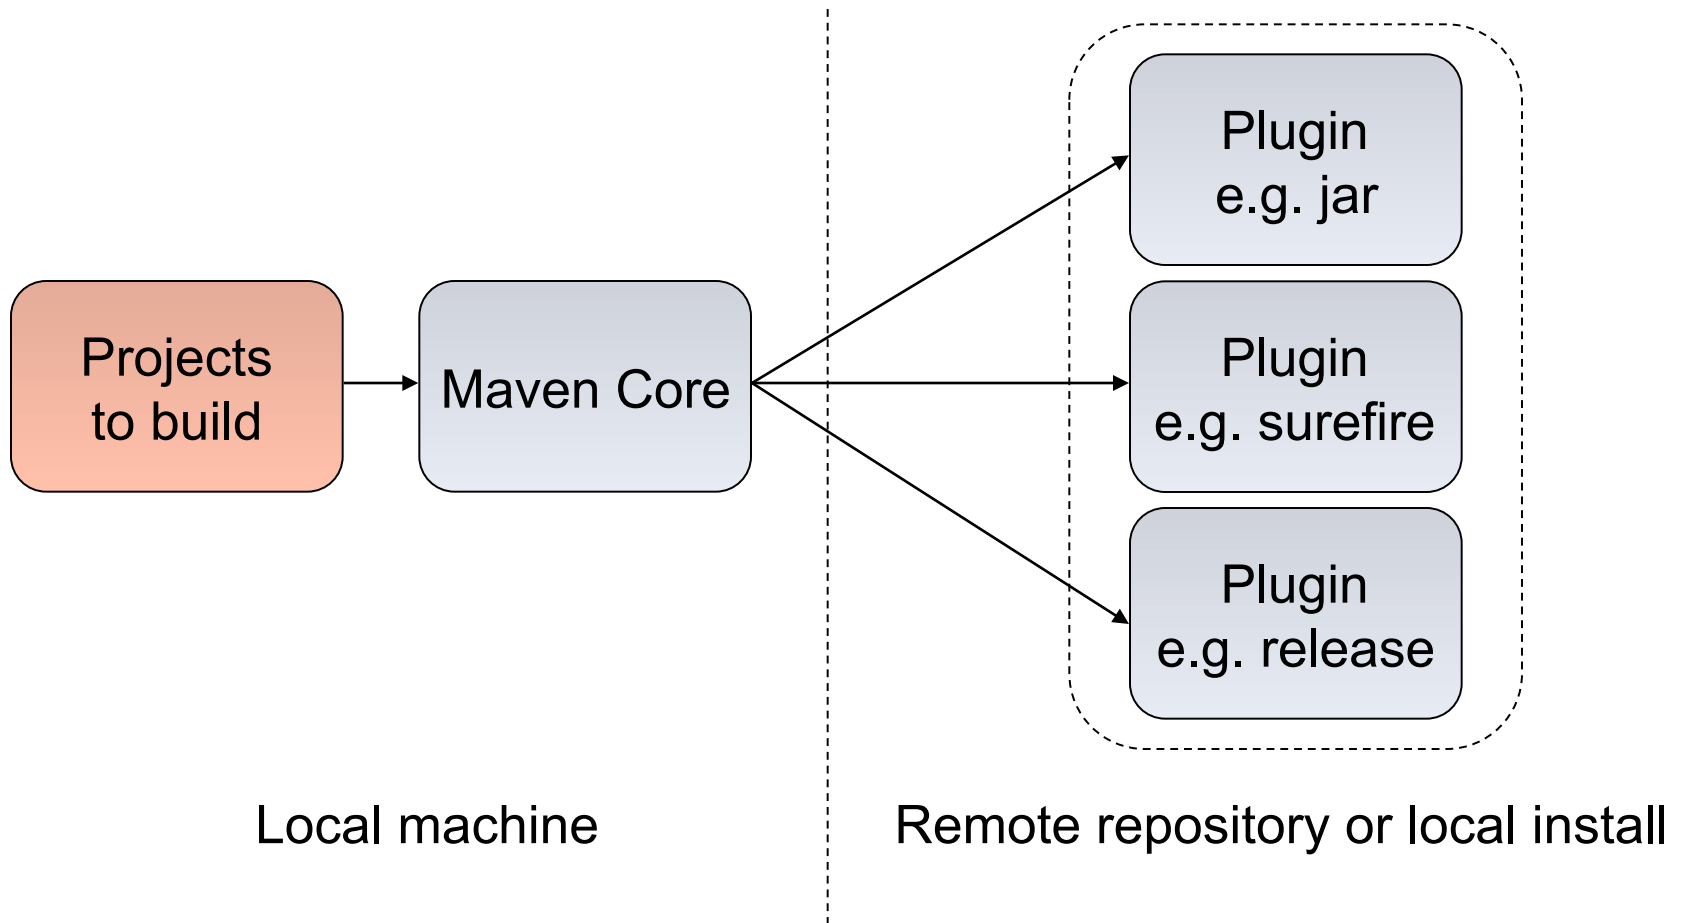 Plugin
e.g. jar
Projects
to build
Maven Core
Plugin
e.g. surefire
Plugin
e.g. release
Local machine
Remote repository or local install